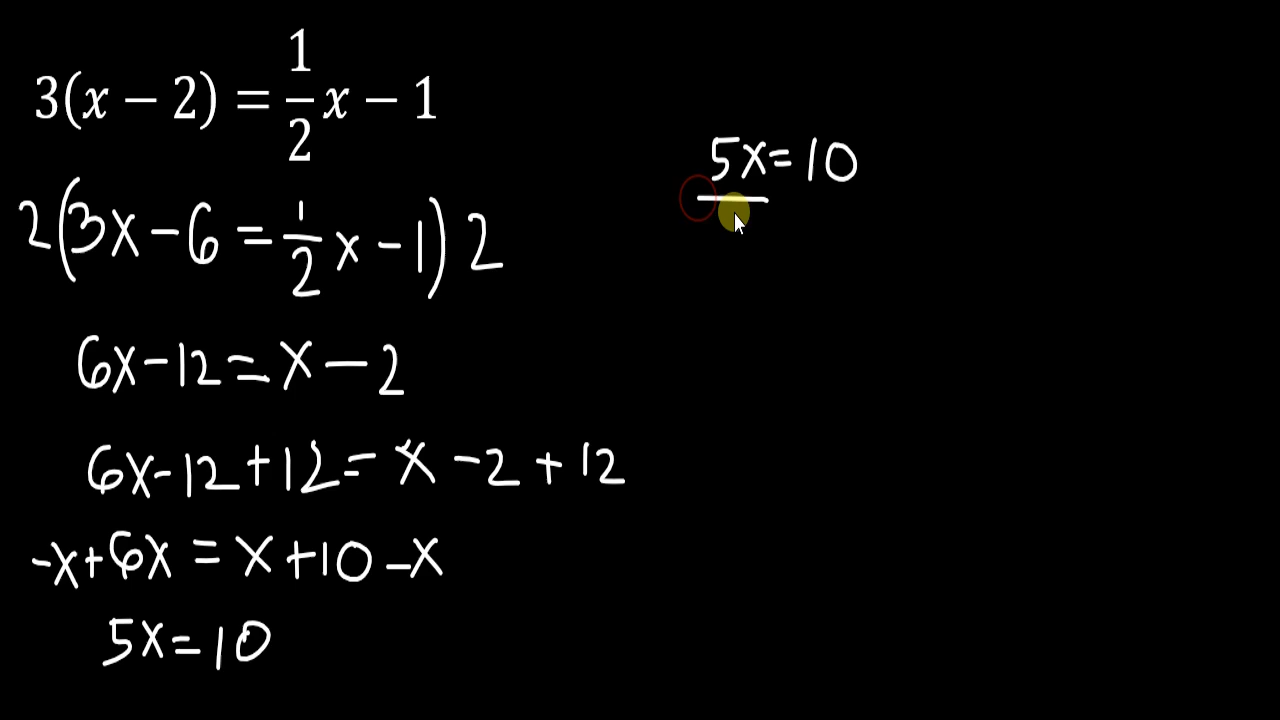 3(x − 2) = 1/2 x − 1
2(3x − 6 = 1/2 x − 1) 2
6x − 12 = x − 2
6x − 12 + 12 = x − 2 + 12
-x + 6x = x + 10 − x
5x = 10
5x = 10